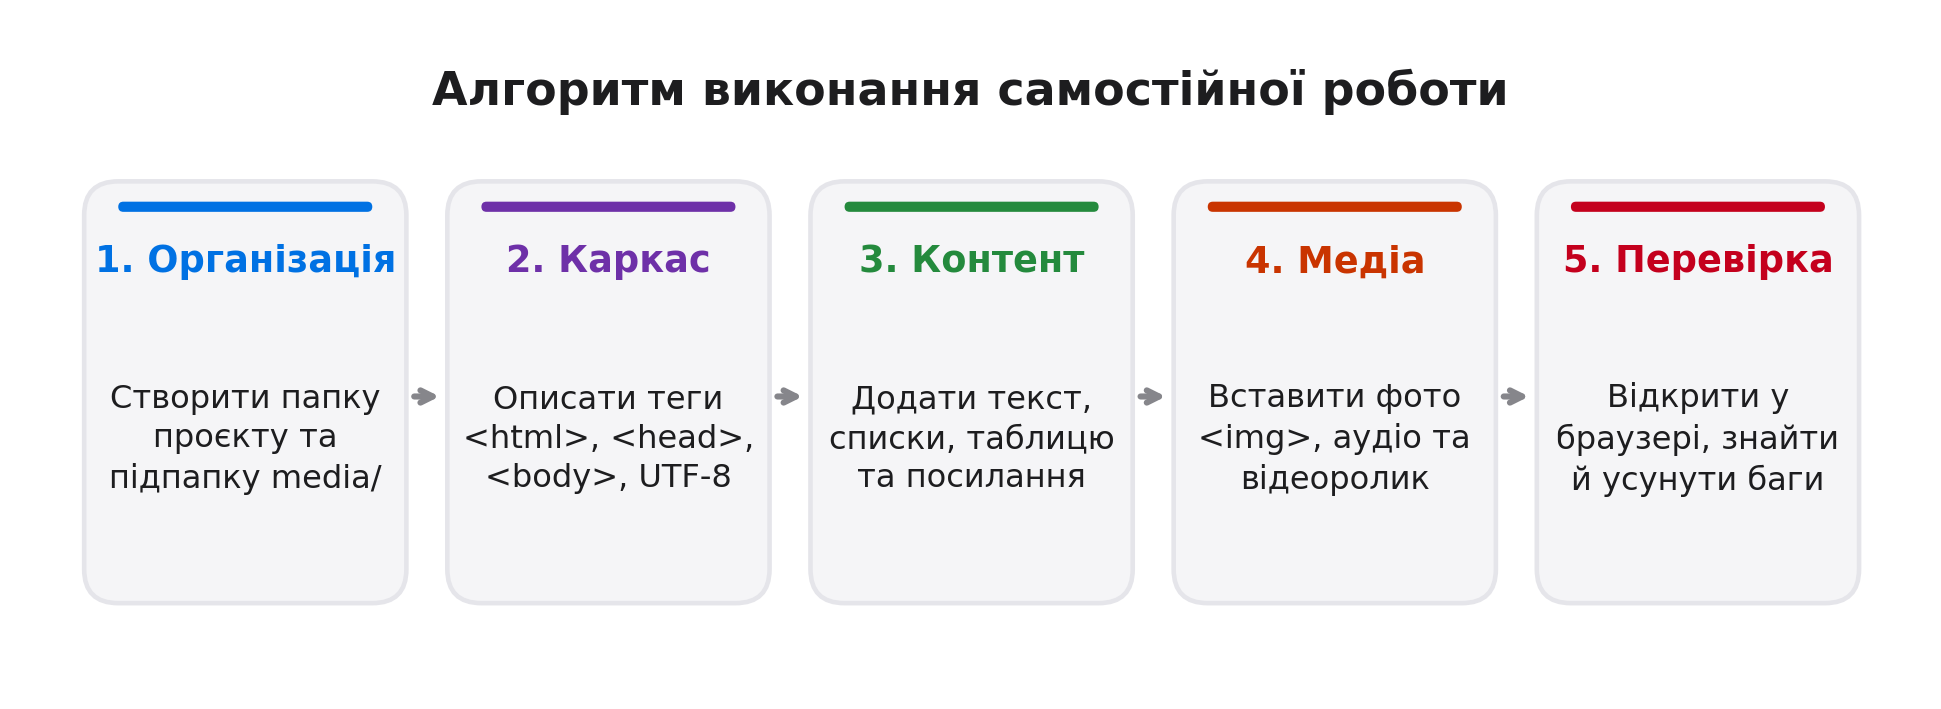 Алгоритм виконання самостійної роботи
1. Організація
Створити папку
проєкту та
підпапку media/
2. Каркас
Описати теги
<html>, <head>,
<body>, UTF-8
3. Контент
Додати текст,
списки, таблицю
та посилання
4. Медіа
Вставити фото
<img>, аудіо та
відеоролик
5. Перевірка
Відкрити у
браузері, знайти
й усунути баги